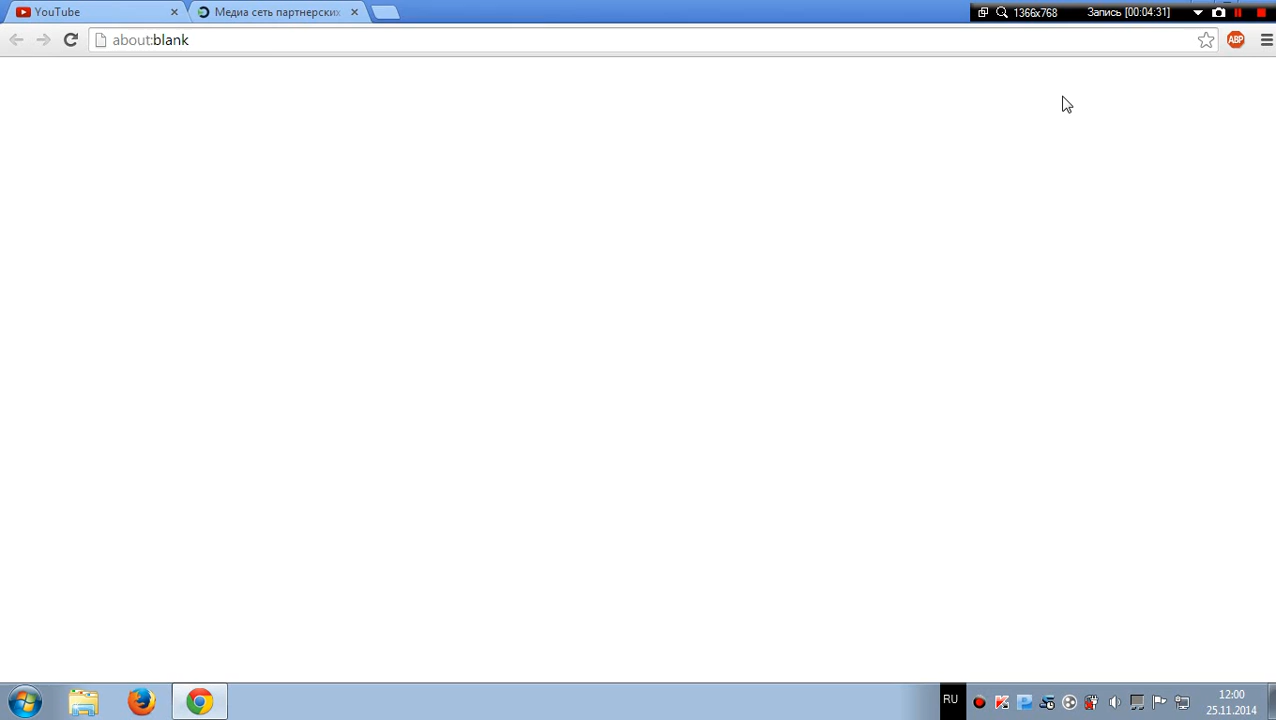 YouTube
Медиа сеть партнерских
1366x768
Запись [00:04:31]
about:blank
ABP
RU
12:00
25.11.2014